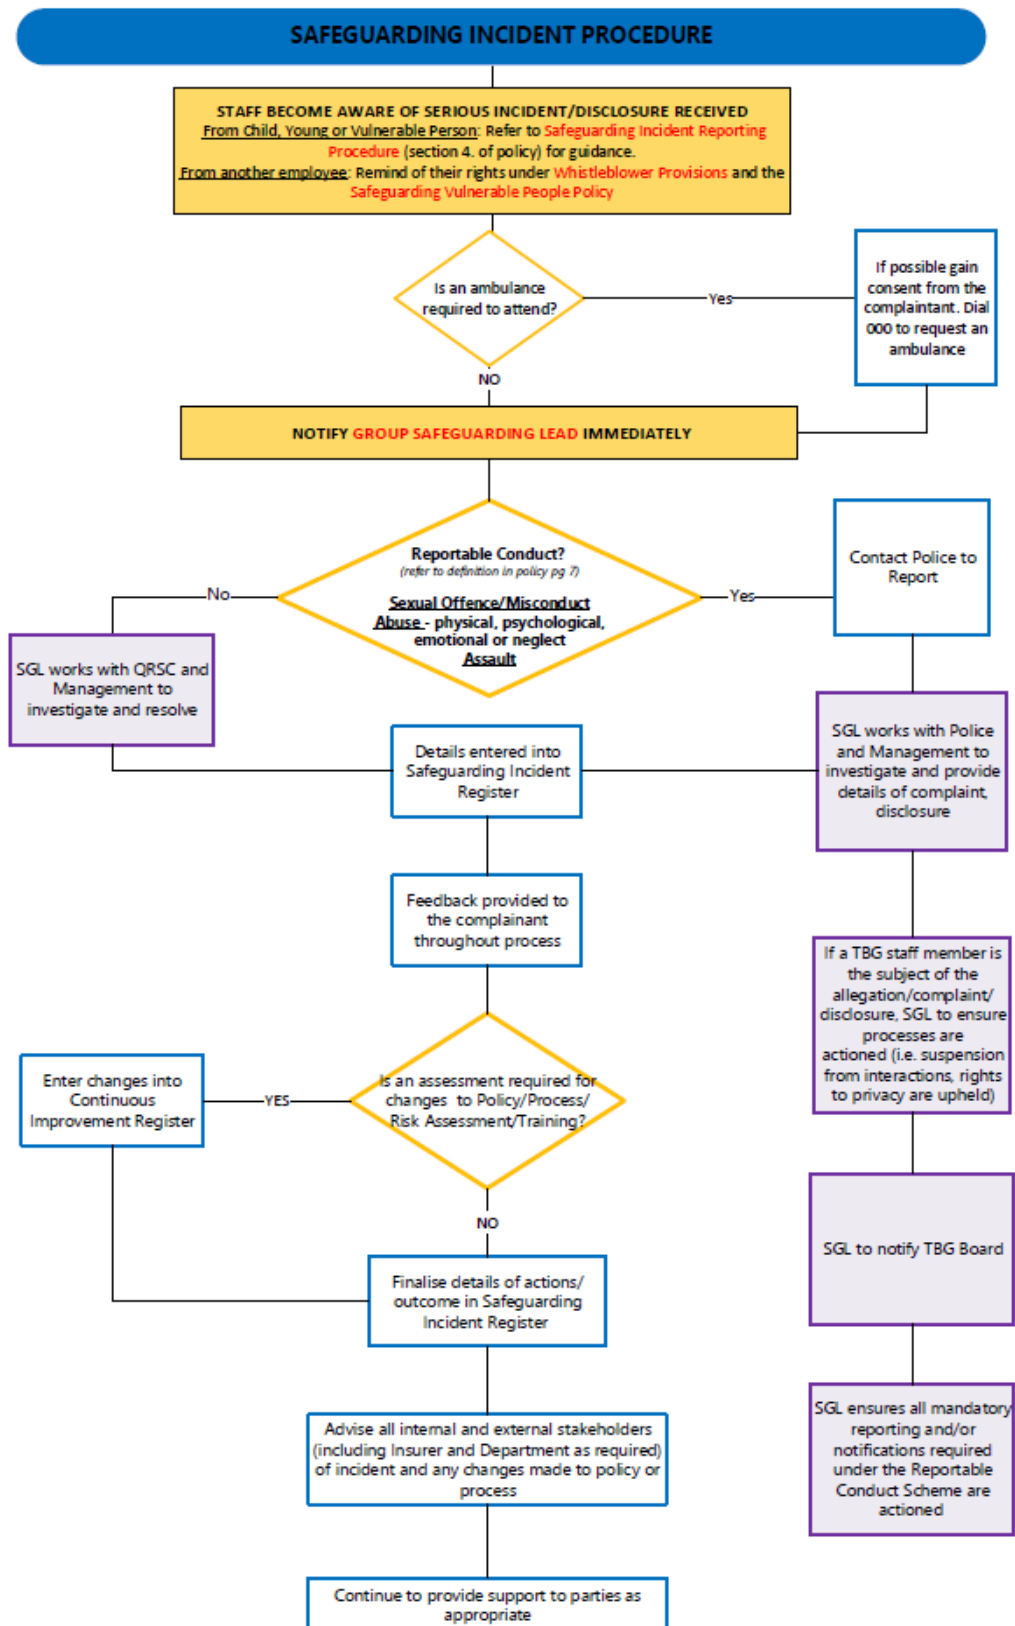 SAFEGUARDING INCIDENT PROCEDURE
STAFF BECOME AWARE OF SERIOUS INCIDENT/DISCLOSURE RECEIVED
From Child, Young or Vulnerable Person: Refer to Safeguarding Incident Reporting
Procedure (section 4. of policy) for guidance.
From another employee: Remind of their rights under Whistleblower Provisions and the
Safeguarding Vulnerable People Policy
Is an ambulance
required to attend?
Yes
If possible gain
consent from the
complaintant. Dial
000 to request an
ambulance
NO
NOTIFY GROUP SAFEGUARDING LEAD IMMEDIATELY
Reportable Conduct?
(refer to definition in policy pg 7)
Sexual Offence/Misconduct
Abuse - physical, psychological,
emotional or neglect
Assault
No
Yes
Contact Police to
Report
SGL works with QRSC and
Management to
investigate and resolve
SGL works with Police
and Management to
investigate and provide
details of complaint,
disclosure
Details entered into
Safeguarding Incident
Register
Feedback provided to
the complainant
throughout process
If a TBG staff member is
the subject of the
allegation/complaint/
disclosure, SGL to ensure
processes are
actioned (i.e. suspension
from interactions, rights
to privacy are upheld)
Is an assessment required for
changes to Policy/Process/
Risk Assessment/Training?
YES
Enter changes into
Continuous
Improvement Register
NO
SGL to notify TBG Board
Finalise details of actions/
outcome in Safeguarding
Incident Register
SGL ensures all mandatory
reporting and/or
notifications required
under the Reportable
Conduct Scheme are
actioned
Advise all internal and external stakeholders
(including Insurer and Department as required)
of incident and any changes made to policy or
process
Continue to provide support to parties as
appropriate